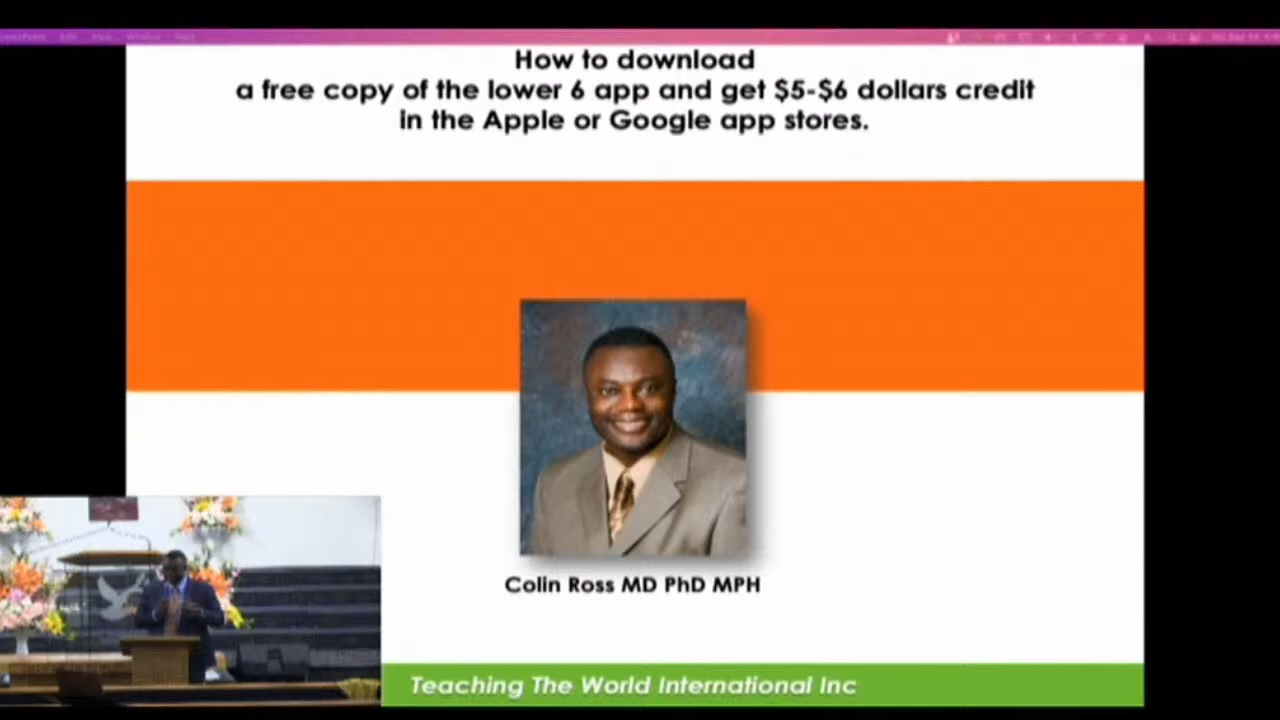 How to download
a free copy of the lower 6 app and get $5-$6 dollars credit
in the Apple or Google app stores.
Colin Ross MD PhD MPH
Teaching The World International Inc